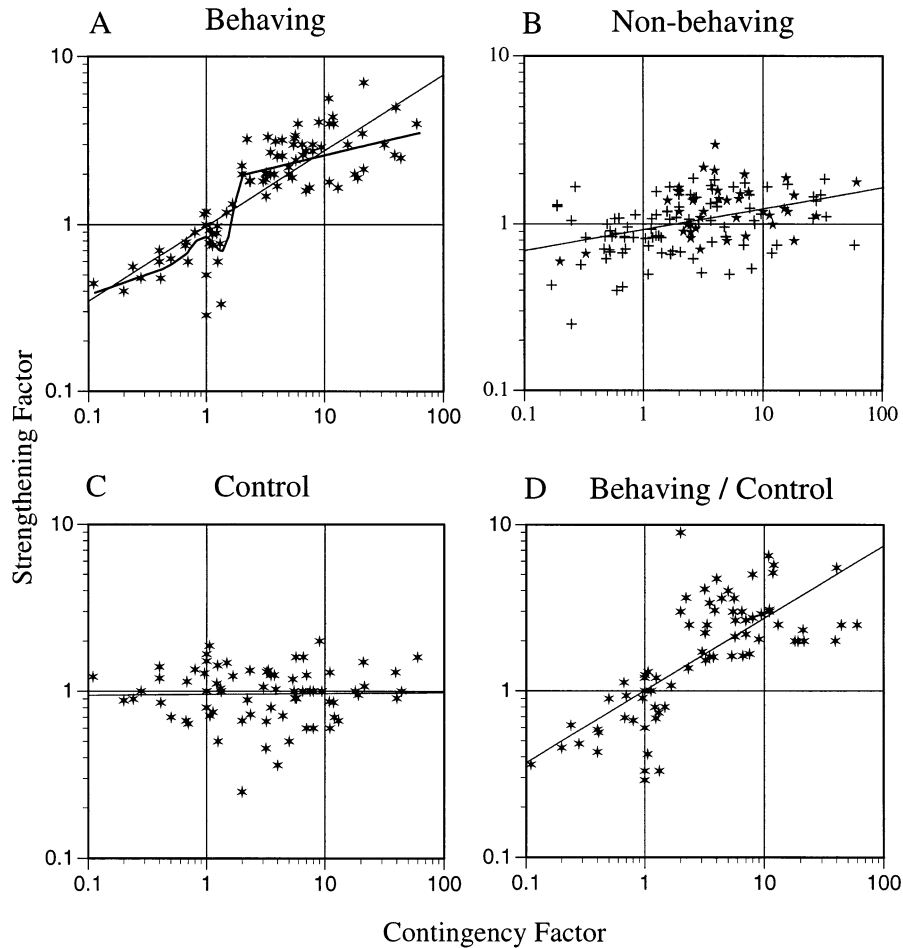 A Behaving
B Non-behaving
10
1
0.1
0.1 1 10 100
10
1
0.1
0.1 1 10 100
Strengthening Factor
C Control
D Behaving / Control
10
1
0.1
0.1 1 10 100
10
1
0.1
0.1 1 10 100
Contingency Factor